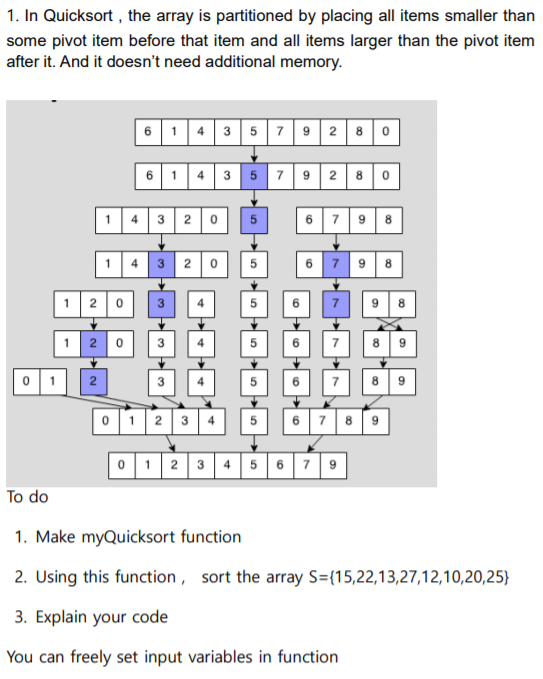 1. In Quicksort , the array is partitioned by placing all items smaller than
some pivot item before that item and all items larger than the pivot item
after it. And it doesn't need additional memory.
6 1 4 3 5 7 9 2 8 0
6 1 4 3 5 7 9 2 8 0
1 4 3 2 0 5 6 7 9 8
1 4 3 2 0 5 6 7 9 8
1 2 0 3 4 5 6 7 9 8
1 2 0 3 4 5 6 7 8 9
0 1 2 3 4 5 6 7 8 9
0 1 2 3 4 5 6 7 8 9
0 1 2 3 4 5 6 7 9
To do
1. Make myQuicksort function
2. Using this function , sort the array S={15,22,13,27,12,10,20,25}
3. Explain your code
You can freely set input variables in function